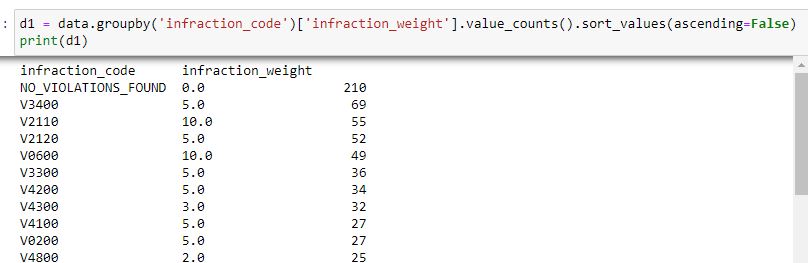 : d1 = data.groupby('infraction_code')['infraction_weight'].value_counts().sort_values(ascending=False)
print(d1)
infraction_code infraction_weight
NO_VIOLATIONS_FOUND 0.0 210
V3400 5.0 69
V2110 10.0 55
V2120 5.0 52
V0600 10.0 49
V3300 5.0 36
V4200 5.0 34
V4300 3.0 32
V4100 5.0 27
V0200 5.0 27
V4800 2.0 25